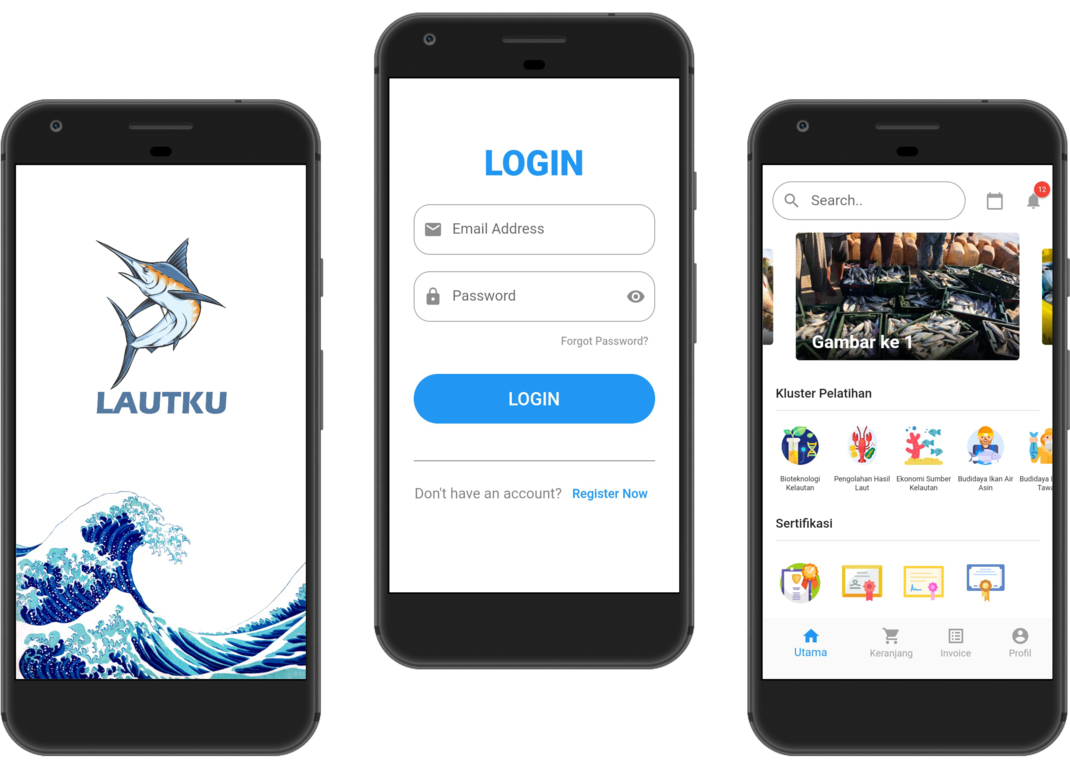 LAUTKU
LOGIN
Email Address
Password
Forgot Password?
LOGIN
Don't have an account? Register Now
Search..
12
Gambar ke 1
Kluster Pelatihan
Bioteknologi
Kelautan
Pengolahan Hasil
Laut
Ekonomi Sumber
Kelautan
Budidaya Ikan Air
Asin
Budidaya I
Tawa
Sertifikasi
Utama
Keranjang
Invoice
Profil